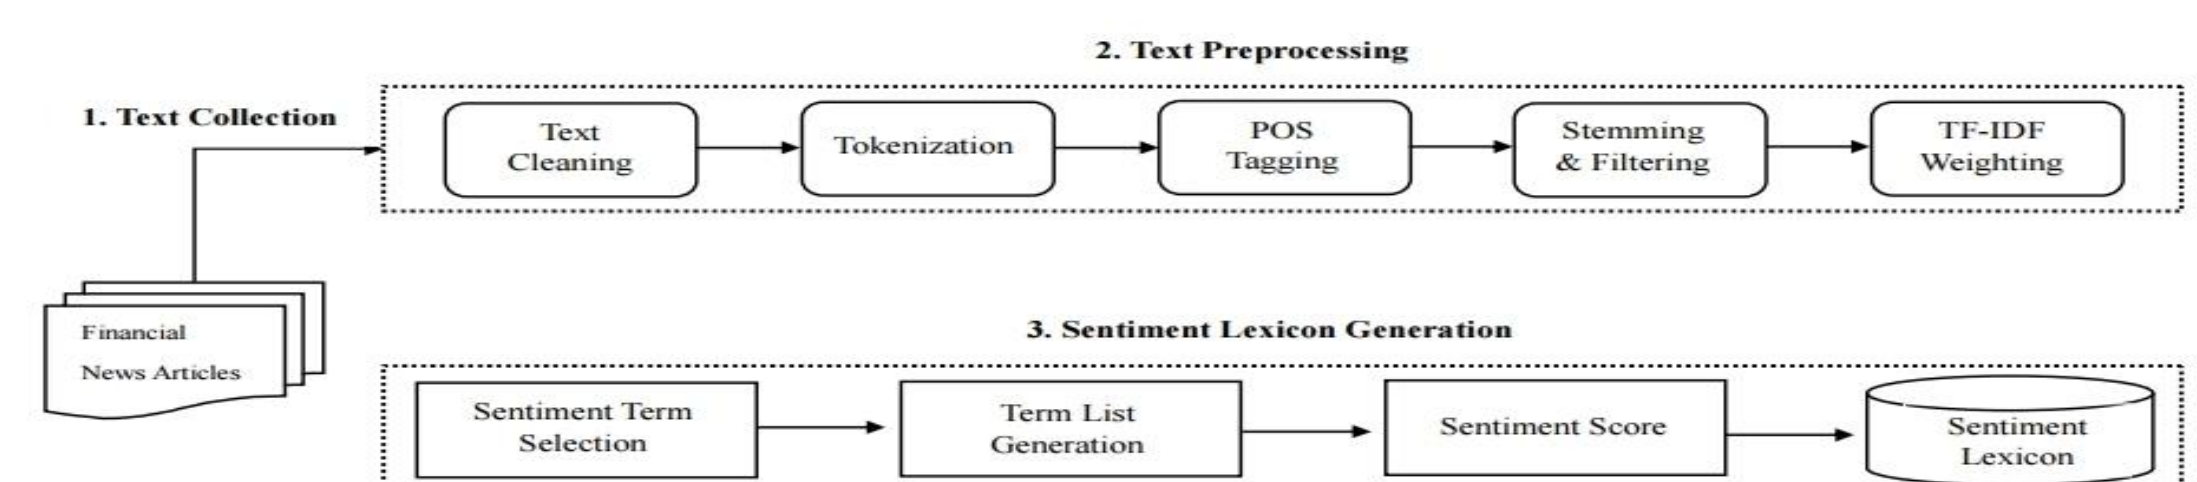 2. Text Preprocessing
1. Text Collection
Text
Cleaning
Tokenization
POS
Tagging
Stemming
& Filtering
TF-IDF
Weighting
Financial
News Articles
3. Sentiment Lexicon Generation
Sentiment Term
Selection
Term List
Generation
Sentiment Score
Sentiment
Lexicon